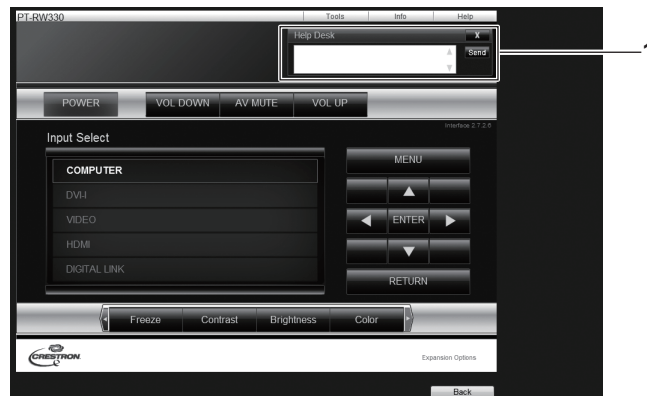 PT-RW330 Tools Info Help
Help Desk X
Send
POWER VOL DOWN AV MUTE VOL UP
Interface 2.7.2.6
Input Select
MENU
COMPUTER
DVI-I
VIDEO
ENTER
HDMI
DIGITAL LINK
RETURN
Freeze Contrast Brightness Color
CRESTRON
Expansion Options
Back